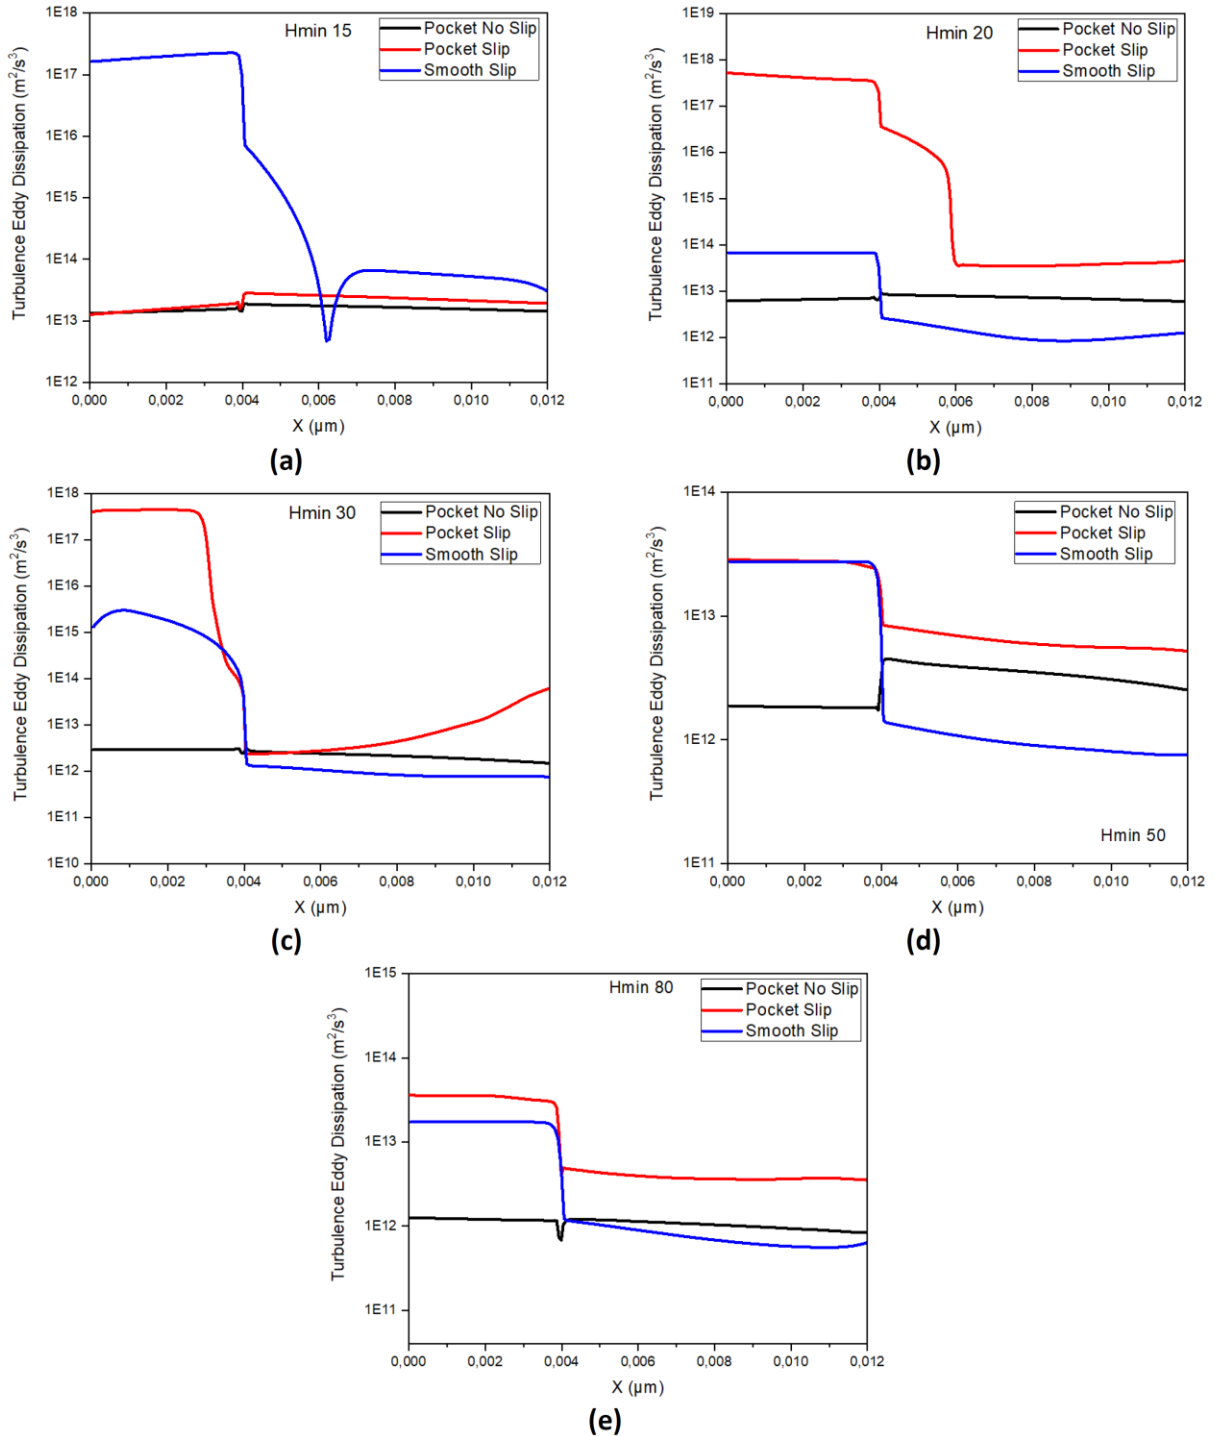 Hmin 15
Pocket No Slip
Pocket Slip
Smooth Slip
1E18
1E17
1E16
1E15
1E14
1E13
1E12
Turbulence Eddy Dissipation (m²/s³)
0,000 0,002 0,004 0,006 0,008 0,010 0,012
X (µm)
(a)
Hmin 20
Pocket No Slip
Pocket Slip
Smooth Slip
1E19
1E18
1E17
1E16
1E15
1E14
1E13
1E12
1E11
Turbulence Eddy Dissipation (m²/s³)
0,000 0,002 0,004 0,006 0,008 0,010 0,012
X (µm)
(b)
Hmin 30
Pocket No Slip
Pocket Slip
Smooth Slip
1E18
1E17
1E16
1E15
1E14
1E13
1E12
1E11
1E10
Turbulence Eddy Dissipation (m²/s³)
0,000 0,002 0,004 0,006 0,008 0,010 0,012
X (µm)
(c)
Pocket No Slip
Pocket Slip
Smooth Slip
1E14
1E13
1E12
1E11
Turbulence Eddy Dissipation (m²/s³)
Hmin 50
0,000 0,002 0,004 0,006 0,008 0,010 0,012
X (µm)
(d)
Hmin 80
Pocket No Slip
Pocket Slip
Smooth Slip
1E15
1E14
1E13
1E12
1E11
Turbulence Eddy Dissipation (m²/s³)
0,000 0,002 0,004 0,006 0,008 0,010 0,012
X (µm)
(e)